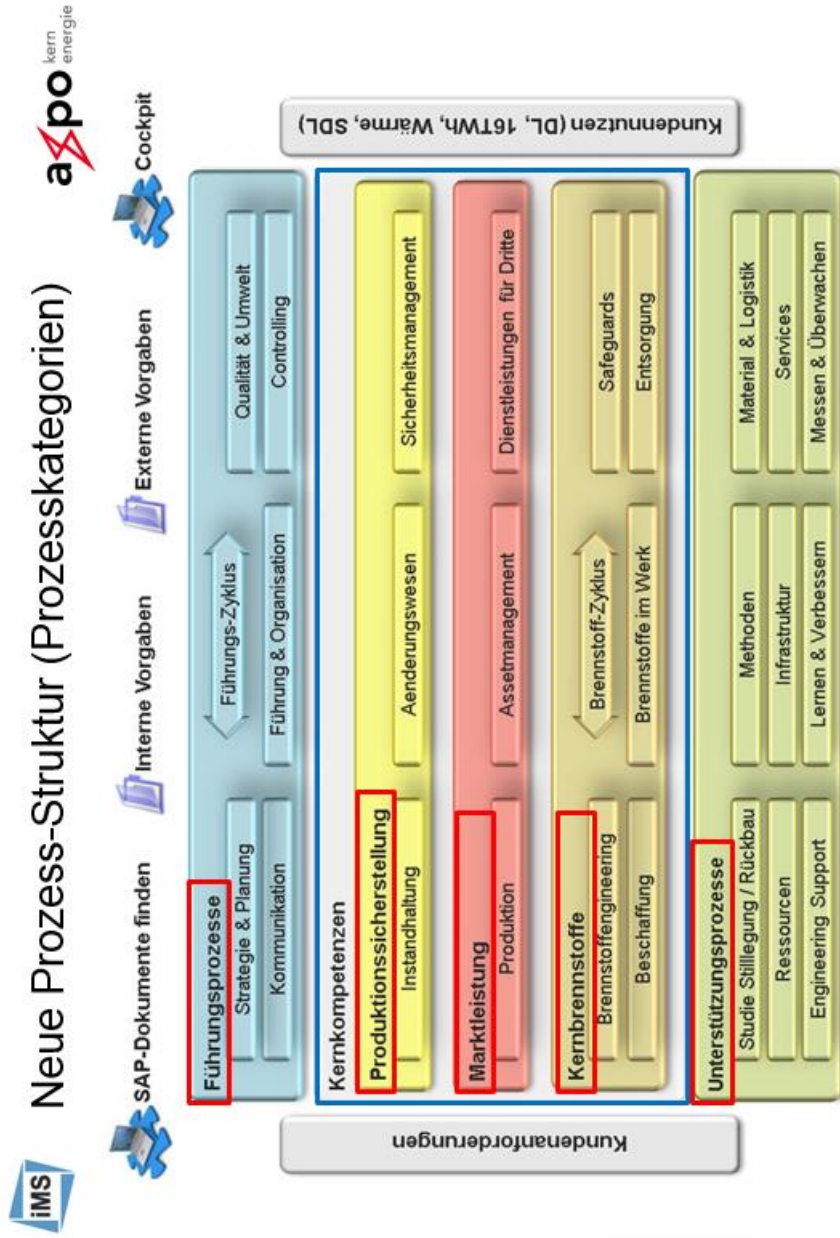 iMS
Neue Prozess-Struktur (Prozesskategorien)
axpo
kern
energie
SAP-Dokumente finden
Interne Vorgaben
Externe Vorgaben
Cockpit
Kundenanforderungen
Führungsprozesse
Strategie & Planung
Führungs-Zyklus
Qualität & Umwelt
Kommunikation
Führung & Organisation
Controlling
Kernkompetenzen
Produktionssicherstellung
Instandhaltung
Aenderungswesen
Sicherheitsmanagement
Marktleistung
Produktion
Assetmanagement
Dienstleistungen für Dritte
Kernbrennstoffe
Brennstoffengineering
Brennstoff-Zyklus
Safeguards
Beschaffung
Brennstoffe im Werk
Entsorgung
Unterstützungsprozesse
Studie Stilllegung / Rückbau
Methoden
Material & Logistik
Ressourcen
Infrastruktur
Services
Engineering Support
Lernen & Verbessern
Messen & Überwachen
Kundennutzen (DL, 16TWh, Wärme, SDL)